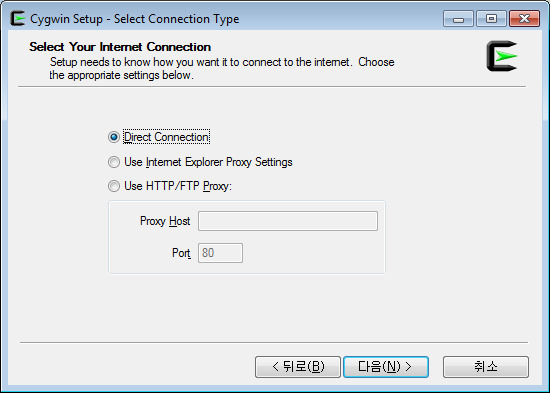 Cygwin Setup - Select Connection Type
Select Your Internet Connection
Setup needs to know how you want it to connect to the internet. Choose
the appropriate settings below.
Direct Connection
Use Internet Explorer Proxy Settings
Use HTTP/FTP Proxy:
Proxy Host
Port 80
< 뒤로(B) 다음(N) > 취소